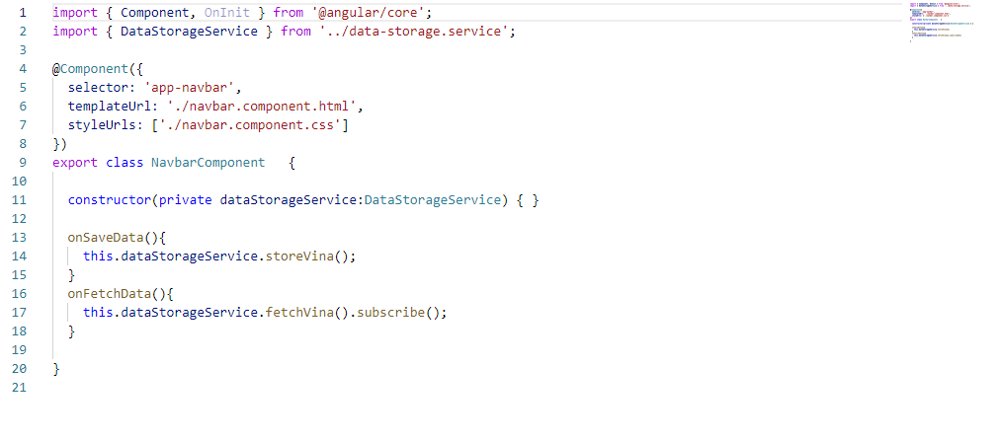 1 import { Component, OnInit } from '@angular/core';
2 import { DataStorageService } from '../data-storage.service';
3
4 @Component({
5   selector: 'app-navbar',
6   templateUrl: './navbar.component.html',
7   styleUrls: ['./navbar.component.css']
8 })
9 export class NavbarComponent   {
10
11   constructor(private dataStorageService:DataStorageService) { }
12
13   onSaveData(){
14     this.dataStorageService.storeVina();
15   }
16   onFetchData(){
17     this.dataStorageService.fetchVina().subscribe();
18   }
19
20 }
21